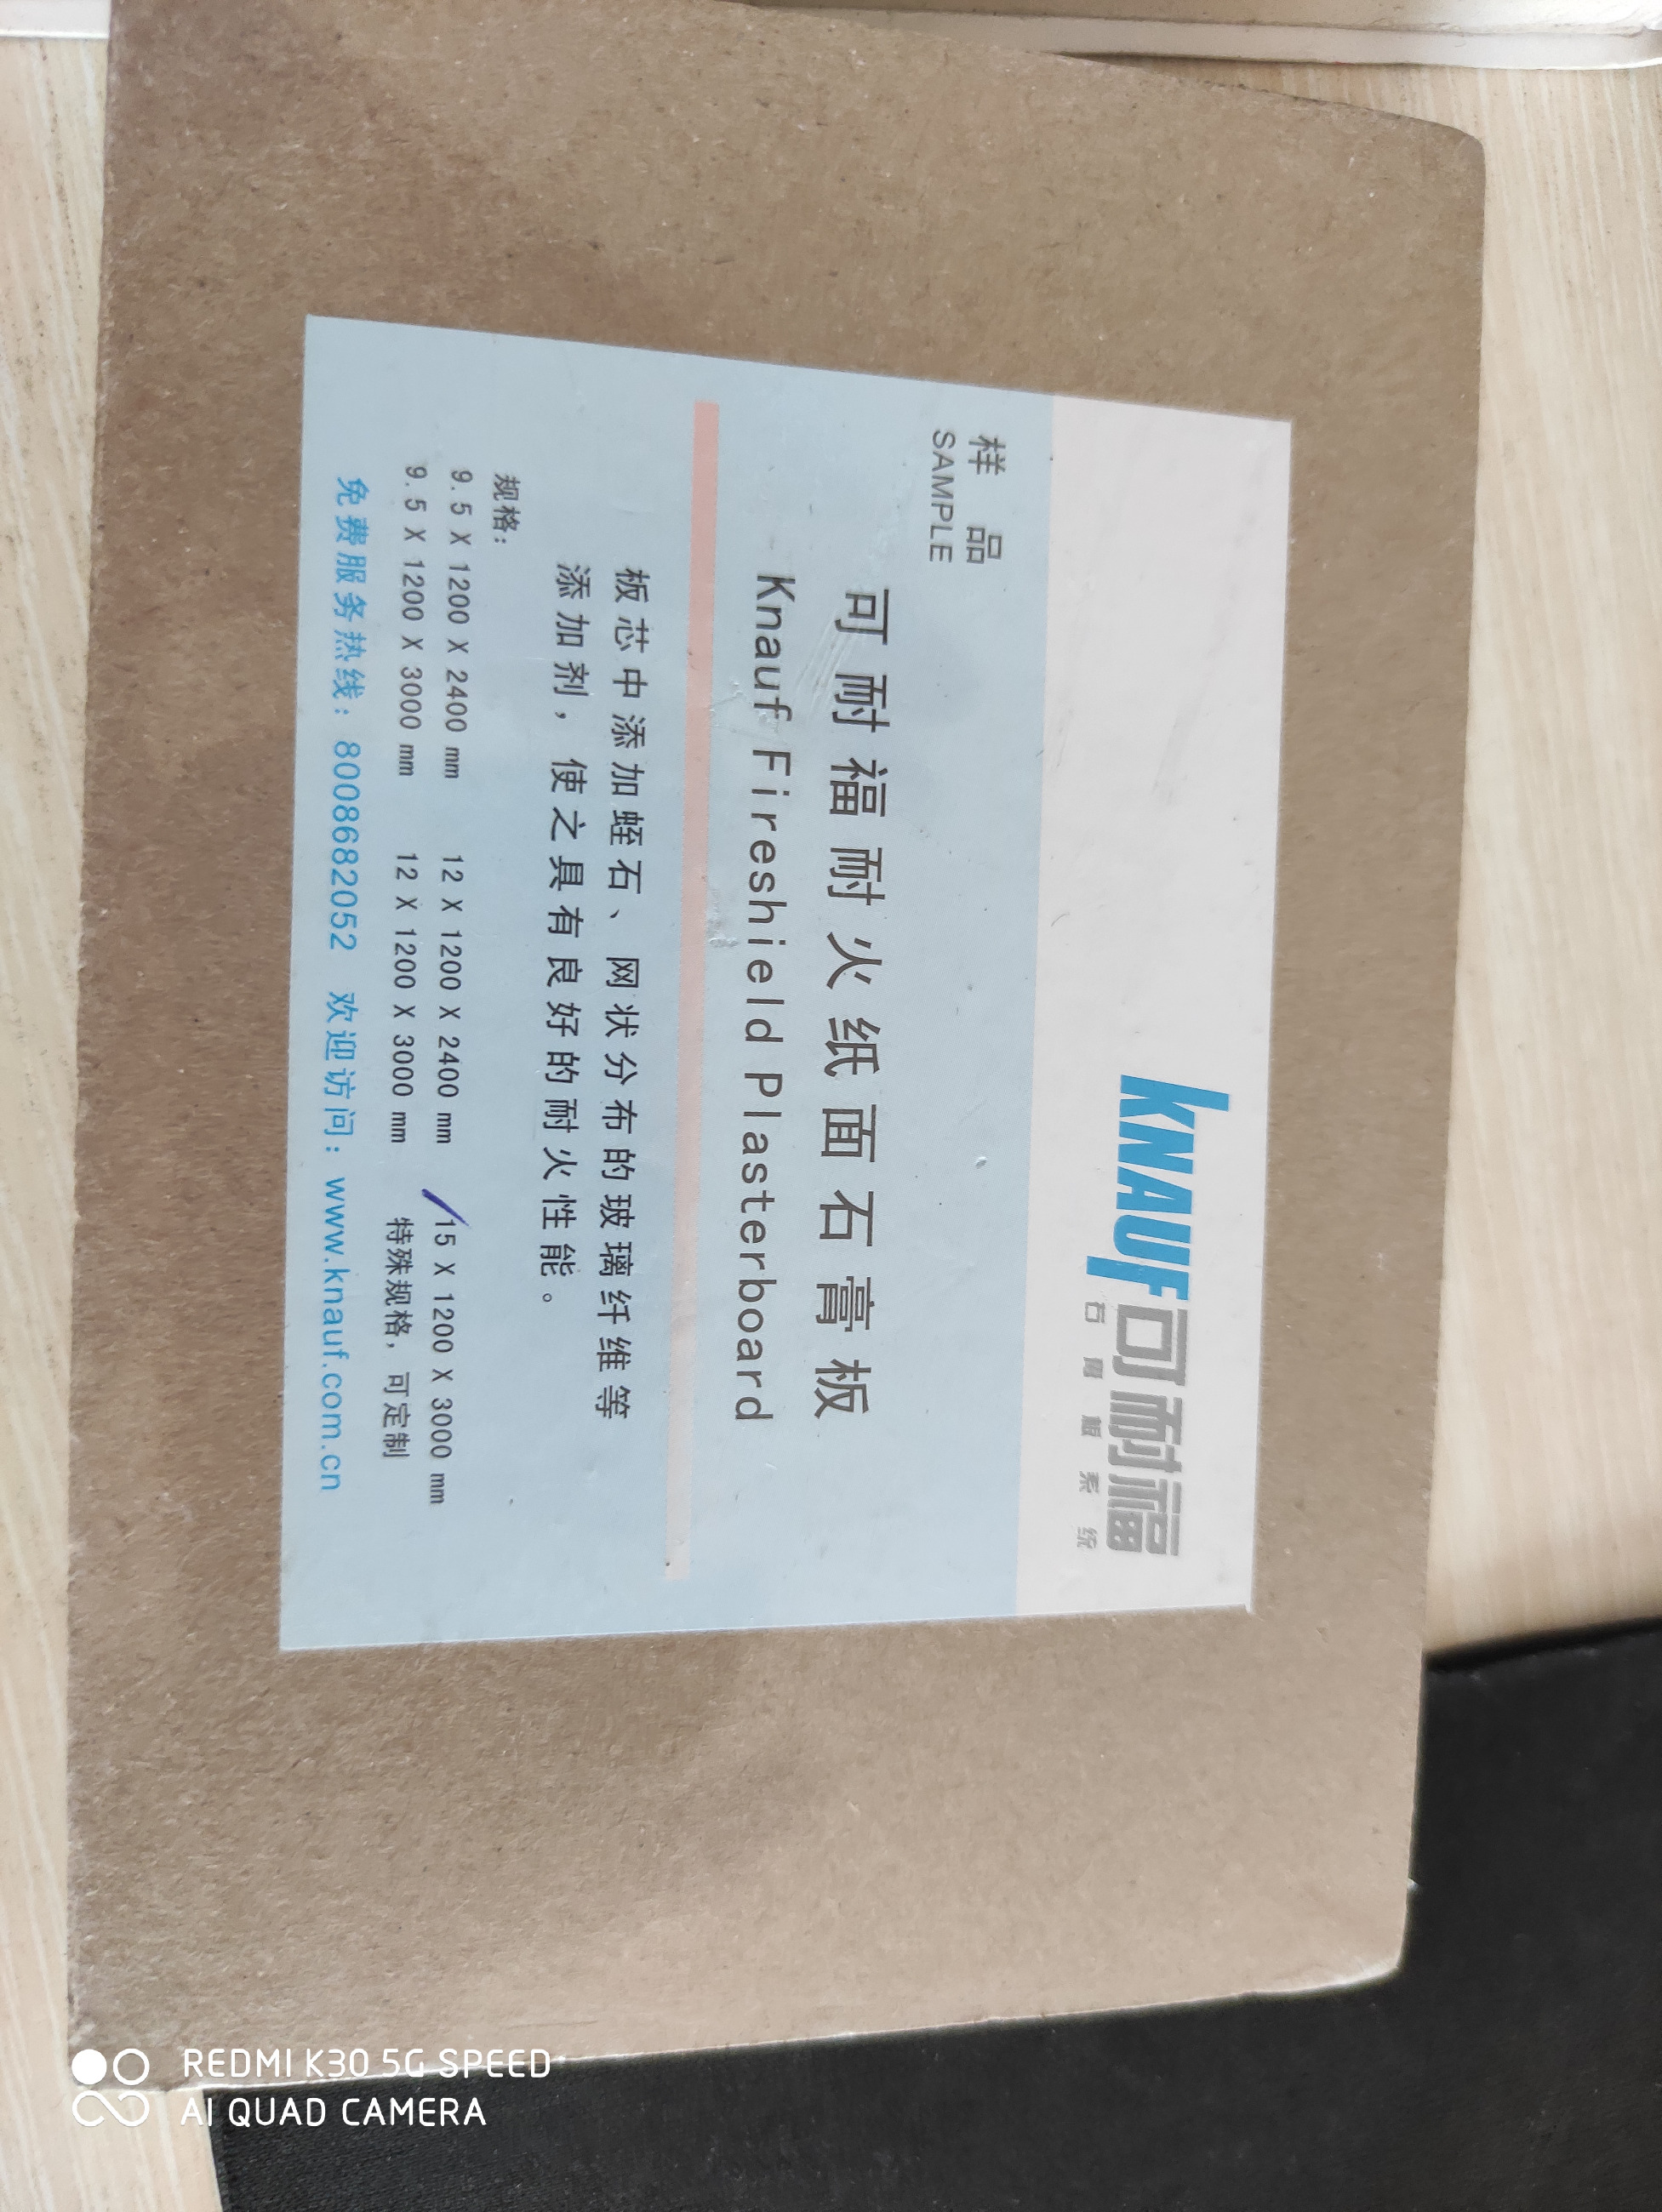 KNAUF可耐福
石膏板系统
样品
SAMPLE
可耐福耐火纸面石膏板
Knauf Fireshield Plasterboard
板芯中添加蛭石、网状分布的玻璃纤维等
添加剂，使之具有良好的耐火性能。
规格：
9.5 X 1200 X 2400 mm 12 X 1200 X 2400 mm 15 X 1200 X 3000 mm
9.5 X 1200 X 3000 mm 12 X 1200 X 3000 mm 特殊规格，可定制
免费服务热线：8008682052 欢迎访问：www.knauf.com.cn
REDMI K30 5G SPEED
AI QUAD CAMERA